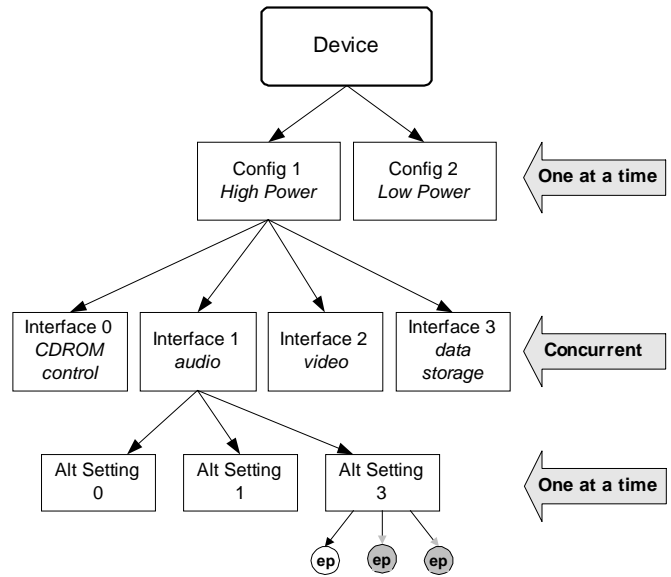 Device
Config 1
High Power
Config 2
Low Power
One at a time
Interface 0
CDROM
control
Interface 1
audio
Interface 2
video
Interface 3
data
storage
Concurrent
Alt Setting
0
Alt Setting
1
Alt Setting
3
One at a time
ep
ep
ep